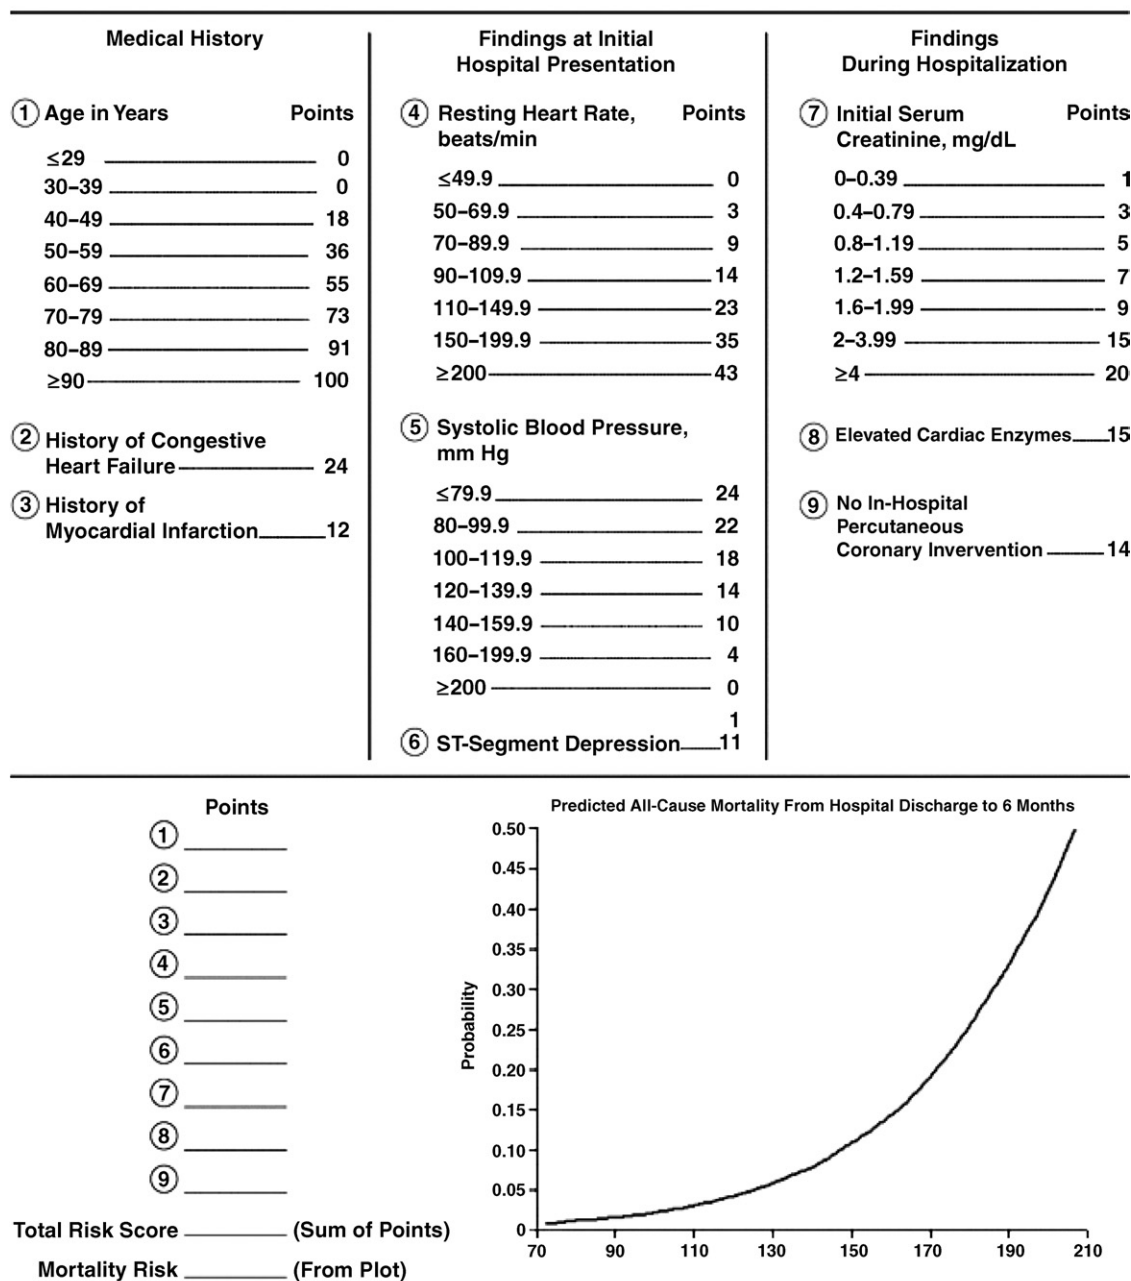 Medical History
① Age in Years Points
≤29 0
30–39 0
40–49 18
50–59 36
60–69 55
70–79 73
80–89 91
≥90 100
② History of Congestive
Heart Failure 24
③ History of
Myocardial Infarction 12
Findings at Initial
Hospital Presentation
④ Resting Heart Rate, Points
beats/min
≤49.9 0
50–69.9 3
70–89.9 9
90–109.9 14
110–149.9 23
150–199.9 35
≥200 43
⑤ Systolic Blood Pressure,
mm Hg
≤79.9 24
80–99.9 22
100–119.9 18
120–139.9 14
140–159.9 10
160–199.9 4
≥200 0
1
⑥ ST-Segment Depression 11
Findings
During Hospitalization
⑦ Initial Serum Points
Creatinine, mg/dL
0–0.39 1
0.4–0.79 3
0.8–1.19 5
1.2–1.59 7
1.6–1.99 9
2–3.99 15
≥4 20
⑧ Elevated Cardiac Enzymes 15
⑨ No In-Hospital
Percutaneous
Coronary Invervention 14
Points
①
②
③
④
⑤
⑥
⑦
⑧
⑨
Total Risk Score (Sum of Points)
Mortality Risk (From Plot)
Predicted All-Cause Mortality From Hospital Discharge to 6 Months
Probability
0.50
0.45
0.40
0.35
0.30
0.25
0.20
0.15
0.10
0.05
0
70 90 110 130 150 170 190 210